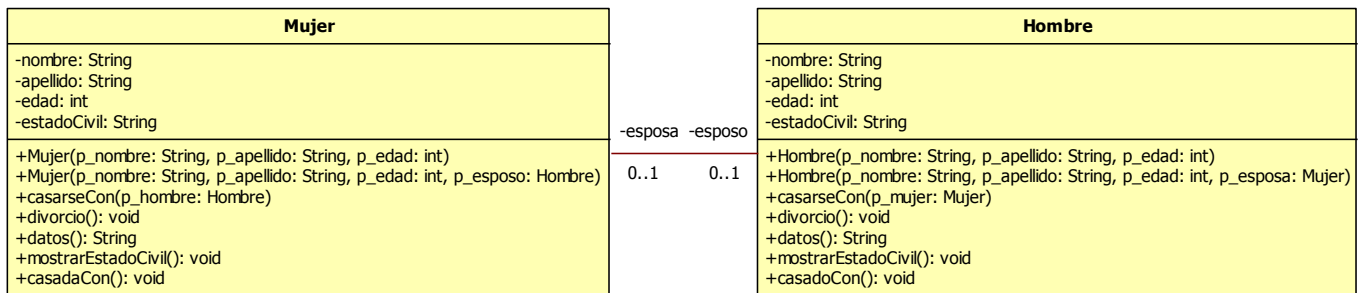 Mujer
-nombre: String
-apellido: String
-edad: int
-estadoCivil: String
+Mujer(p_nombre: String, p_apellido: String, p_edad: int)
+Mujer(p_nombre: String, p_apellido: String, p_edad: int, p_esposo: Hombre)
+casarseCon(p_hombre: Hombre)
+divorcio(): void
+datos(): String
+mostrarEstadoCivil(): void
+casadaCon(): void
-esposa -esposo
0..1 0..1
Hombre
-nombre: String
-apellido: String
-edad: int
-estadoCivil: String
+Hombre(p_nombre: String, p_apellido: String, p_edad: int)
+Hombre(p_nombre: String, p_apellido: String, p_edad: int, p_esposa: Mujer)
+casarseCon(p_mujer: Mujer)
+divorcio(): void
+datos(): String
+mostrarEstadoCivil(): void
+casadoCon(): void